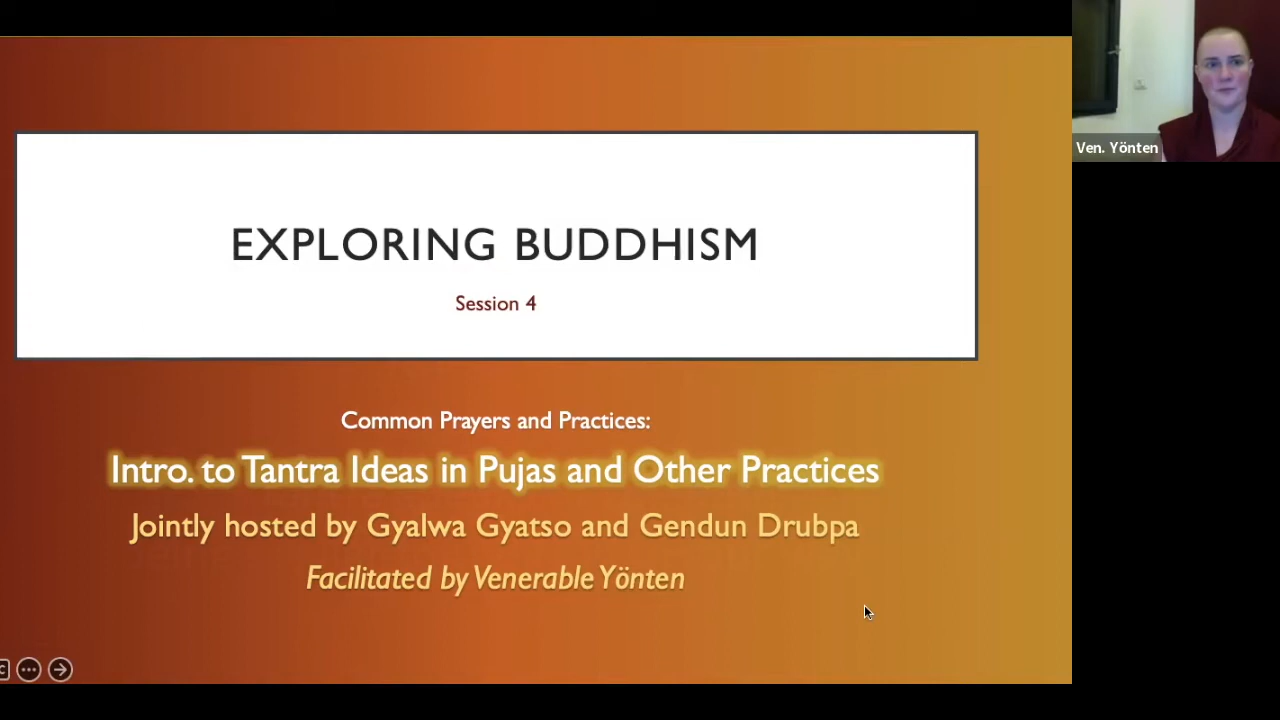 EXPLORING BUDDHISM
Session 4
Common Prayers and Practices:
Intro. to Tantra Ideas in Pujas and Other Practices
Jointly hosted by Gyalwa Gyatso and Gendun Drubpa
Facilitated by Venerable Yönten
Ven. Yönten